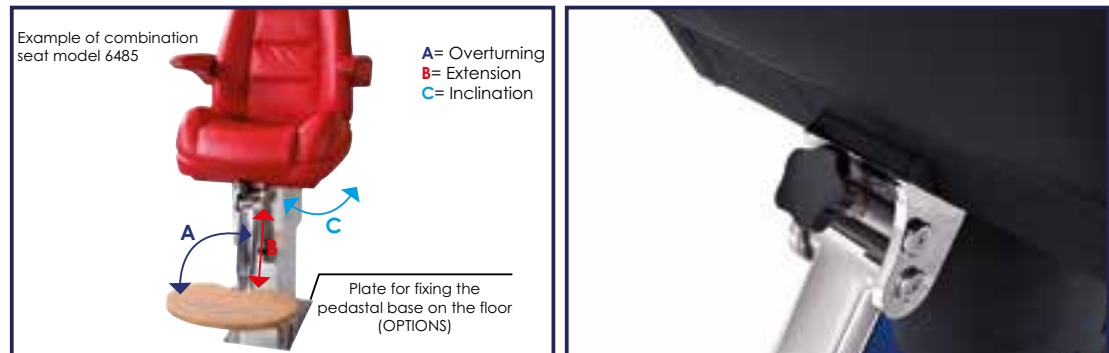 Example of combination
seat model 6485
A= Overturning
B= Extension
C= Inclination
A
B
C
Plate for fixing the
pedastal base on the floor
(OPTIONS)